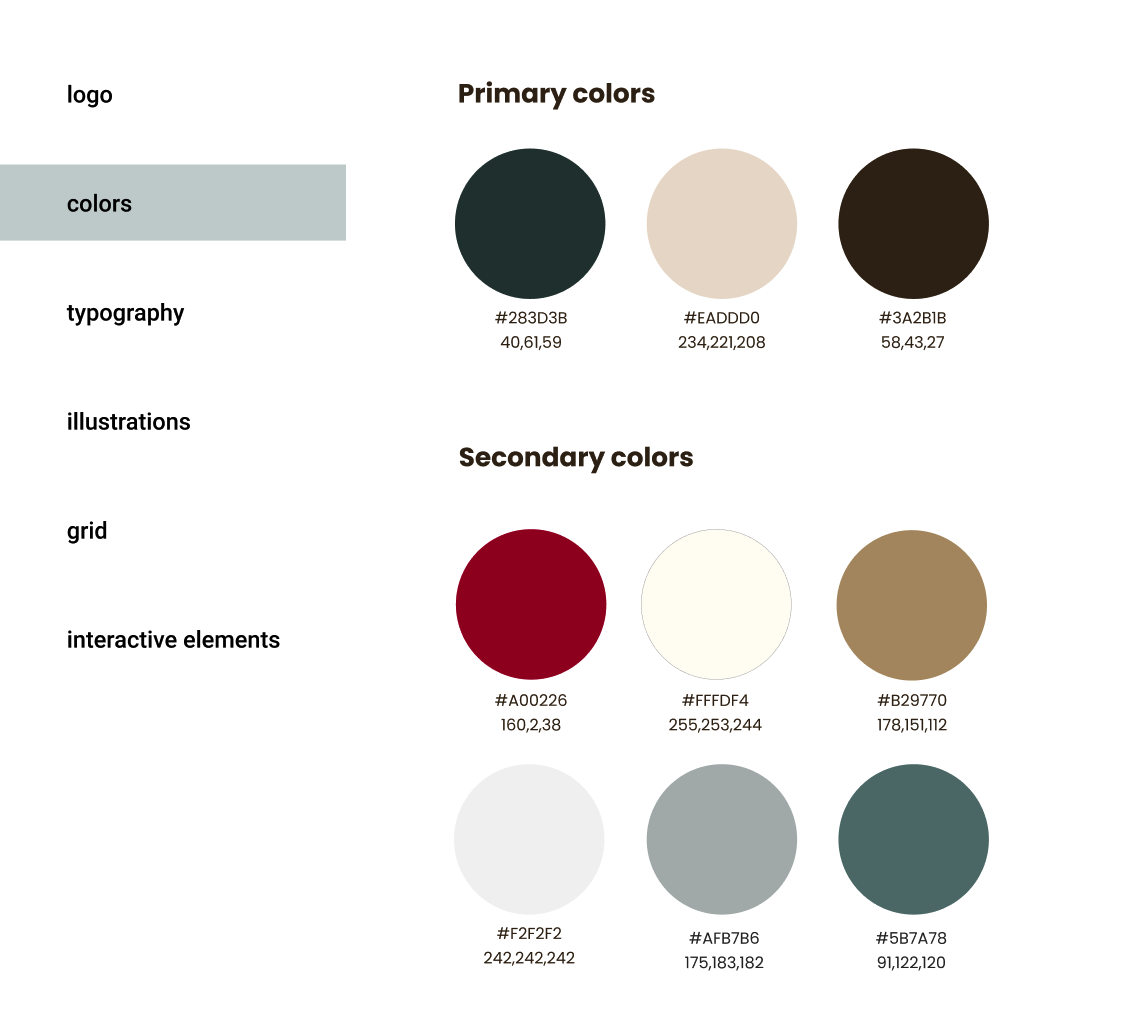 logo
colors
typography
illustrations
grid
interactive elements
Primary colors
#283D3B
40,61,59
#EADDD0
234,221,208
#3A2B1B
58,43,27
Secondary colors
#A00226
160,2,38
#FFFDF4
255,253,244
#B29770
178,151,112
#F2F2F2
242,242,242
#AFB7B6
175,183,182
#5B7A78
91,122,120